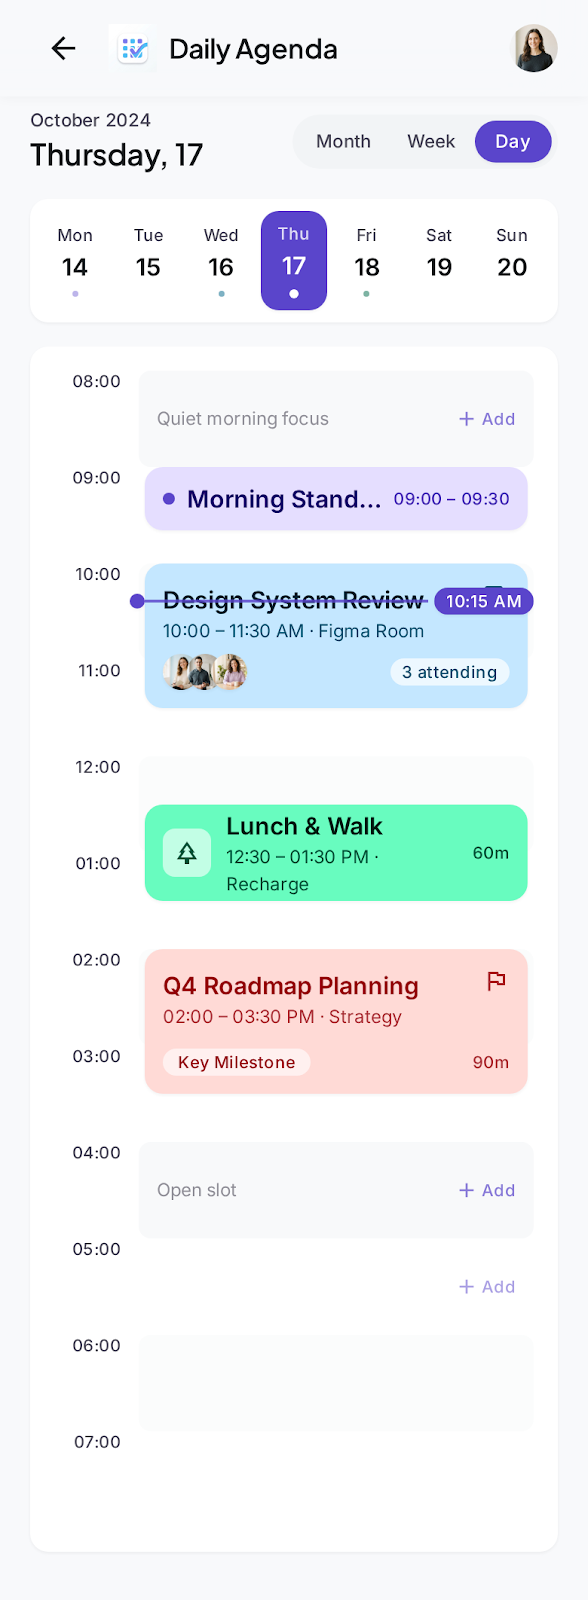 Daily Agenda
October 2024
Thursday, 17
Month Week Day
Mon Tue Wed Thu Fri Sat Sun
14 15 16 17 18 19 20
08:00
Quiet morning focus + Add
09:00
Morning Stand... 09:00 – 09:30
10:00
Design System Review 10:15 AM
10:00 – 11:30 AM · Figma Room
11:00
3 attending
12:00
Lunch & Walk
12:30 – 01:30 PM ·
Recharge
60m
01:00
02:00
Q4 Roadmap Planning
02:00 – 03:30 PM · Strategy
03:00
Key Milestone 90m
04:00
Open slot + Add
05:00
+ Add
06:00
07:00